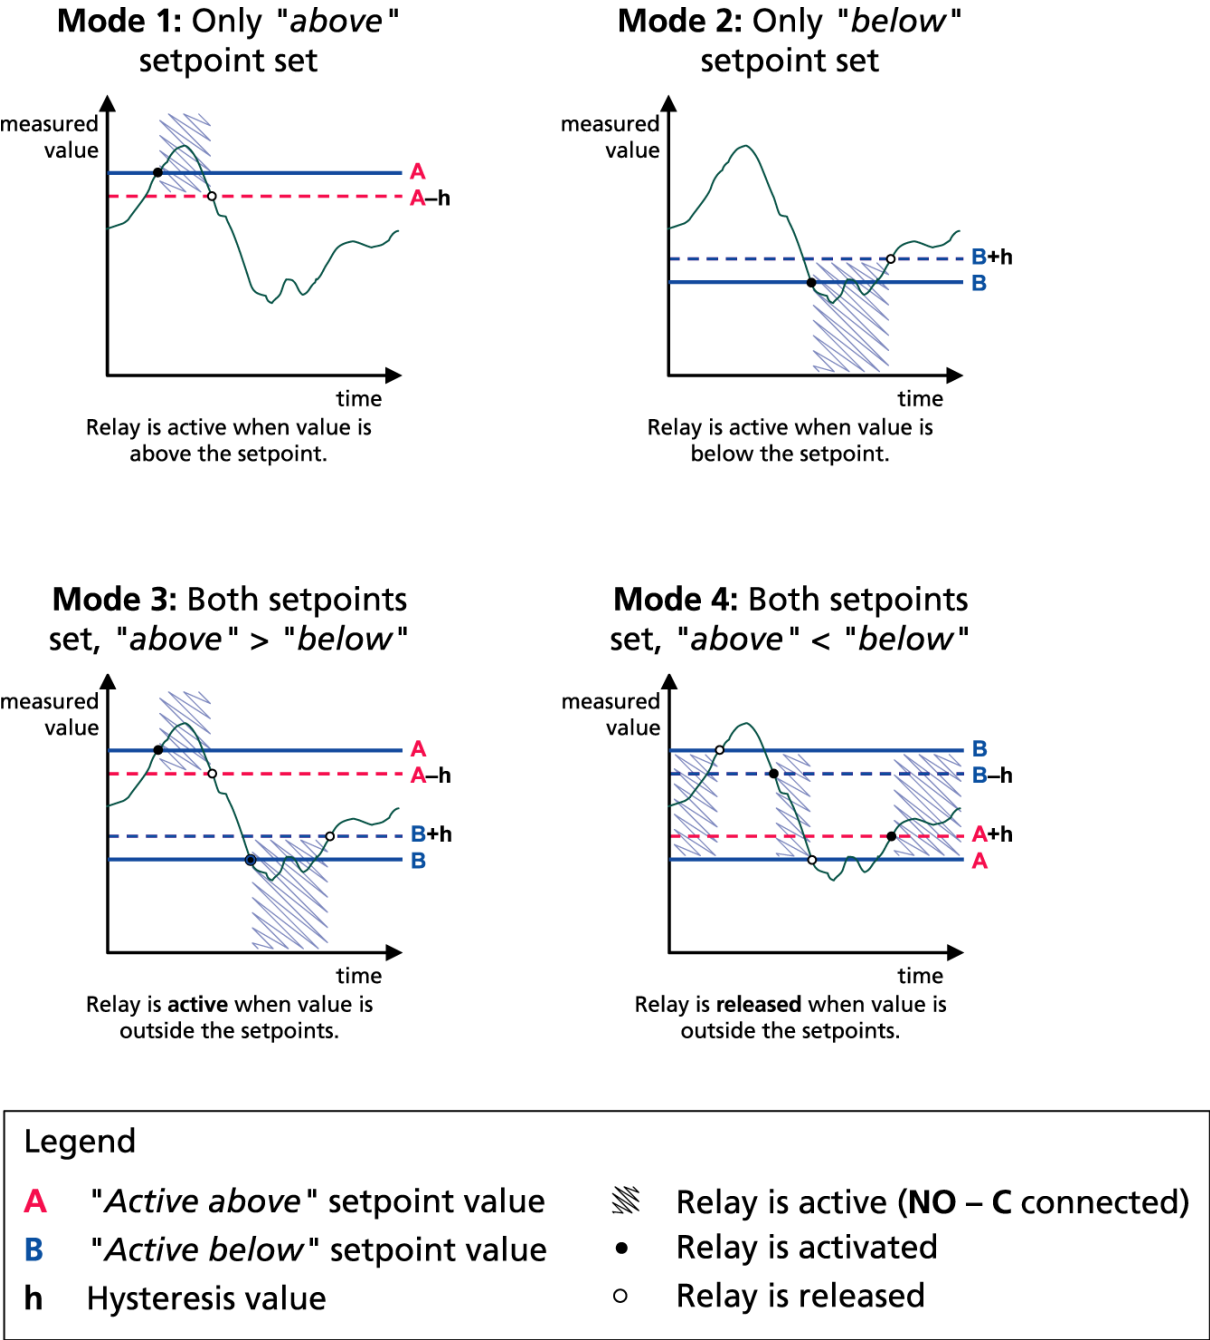 Mode 1: Only "above"
setpoint set
measured
value
A
A–h
time
Relay is active when value is
above the setpoint.
Mode 2: Only "below"
setpoint set
measured
value
B+h
B
time
Relay is active when value is
below the setpoint.
Mode 3: Both setpoints
set, "above" > "below"
measured
value
A
A–h
B+h
B
time
Relay is active when value is
outside the setpoints.
Mode 4: Both setpoints
set, "above" < "below"
measured
value
B
B–h
A+h
A
time
Relay is released when value is
outside the setpoints.
Legend
A "Active above" setpoint value
B "Active below" setpoint value
h Hysteresis value
Relay is active (NO – C connected)
Relay is activated
Relay is released